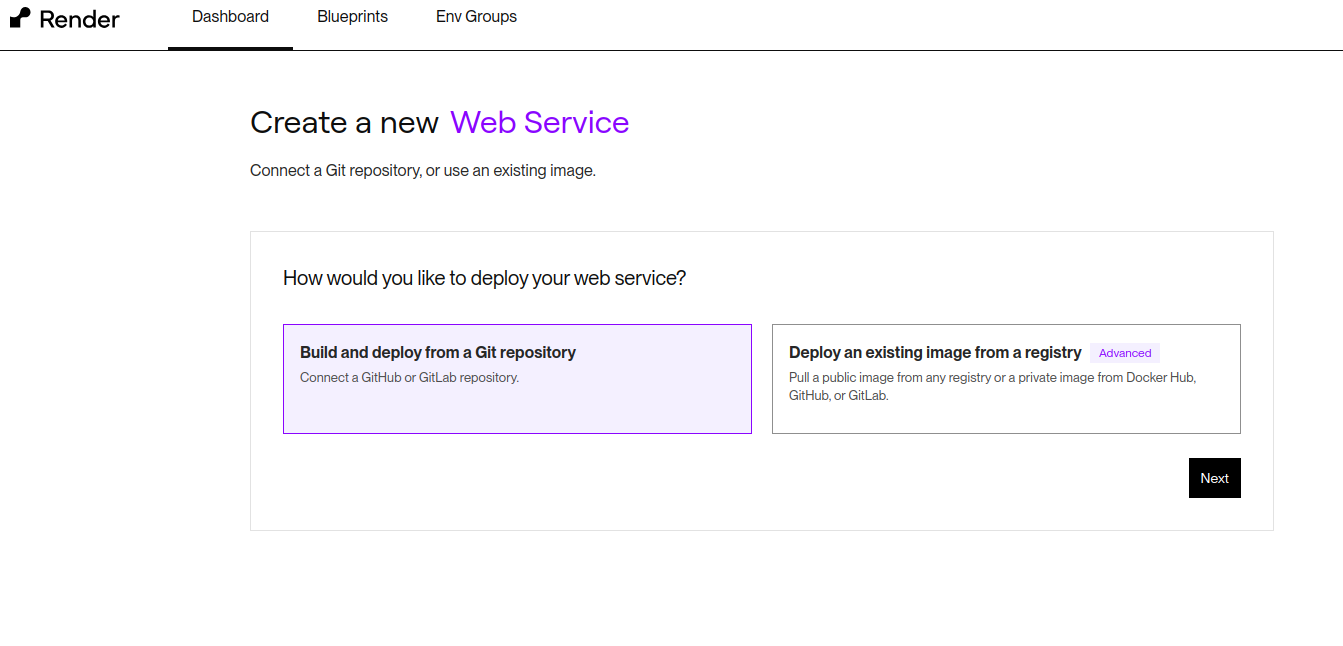 Render
Dashboard
Blueprints
Env Groups
Create a new Web Service
Connect a Git repository, or use an existing image.
How would you like to deploy your web service?
Build and deploy from a Git repository
Connect a GitHub or GitLab repository.
Deploy an existing image from a registry Advanced
Pull a public image from any registry or a private image from Docker Hub,
GitHub, or GitLab.
Next